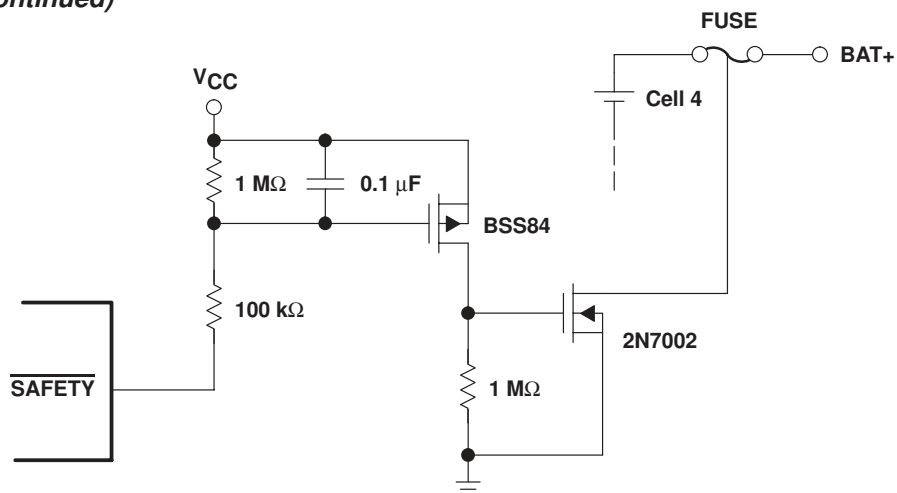 ontinued)
FUSE
BAT+
VCC
Cell 4
1 MΩ
0.1 μF
BSS84
100 kΩ
2N7002
SAFETY
1 MΩ